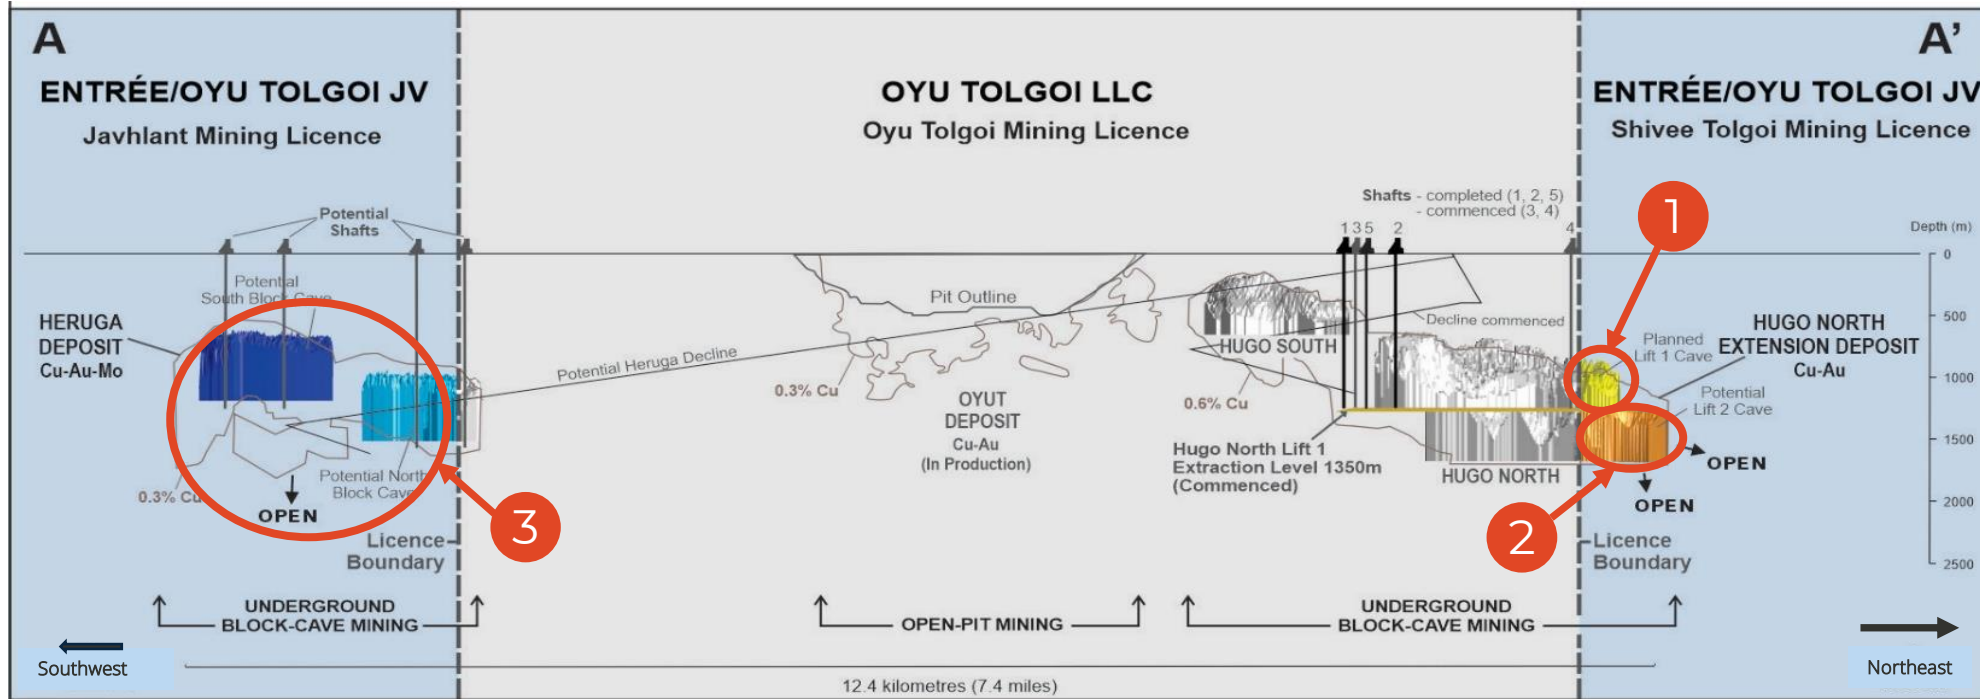 A
A'
ENTRÉE/OYU TOLGOI JV
Javhlant Mining Licence
OYU TOLGOI LLC
Oyu Tolgoi Mining Licence
ENTRÉE/OYU TOLGOI JV
Shivee Tolgoi Mining Licence
Shafts - completed (1, 2, 5)
- commenced (3, 4)
1
Potential
Shafts
1 3 5 2 4
Depth (m)
0
500
1000
1500
2000
2500
Potential
South Block Cave
HERUGA
DEPOSIT
Cu-Au-Mo
Potential Heruga Decline
Pit Outline
0.3% Cu
OYUT
DEPOSIT
Cu-Au
(In Production)
HUGO SOUTH
0.6% Cu
Decline commenced
Planned
Lift 1 Cave
HUGO NORTH
EXTENSION DEPOSIT
Cu-Au
Potential
Lift 2 Cave
Hugo North Lift 1
Extraction Level 1350m
(Commenced)
HUGO NORTH
OPEN
OPEN
Potential North
Block Cave
0.3% Cu
OPEN
3
2
Licence
Boundary
Licence
Boundary
UNDERGROUND
BLOCK-CAVE MINING
OPEN-PIT MINING
UNDERGROUND
BLOCK-CAVE MINING
Southwest
Northeast
12.4 kilometres (7.4 miles)